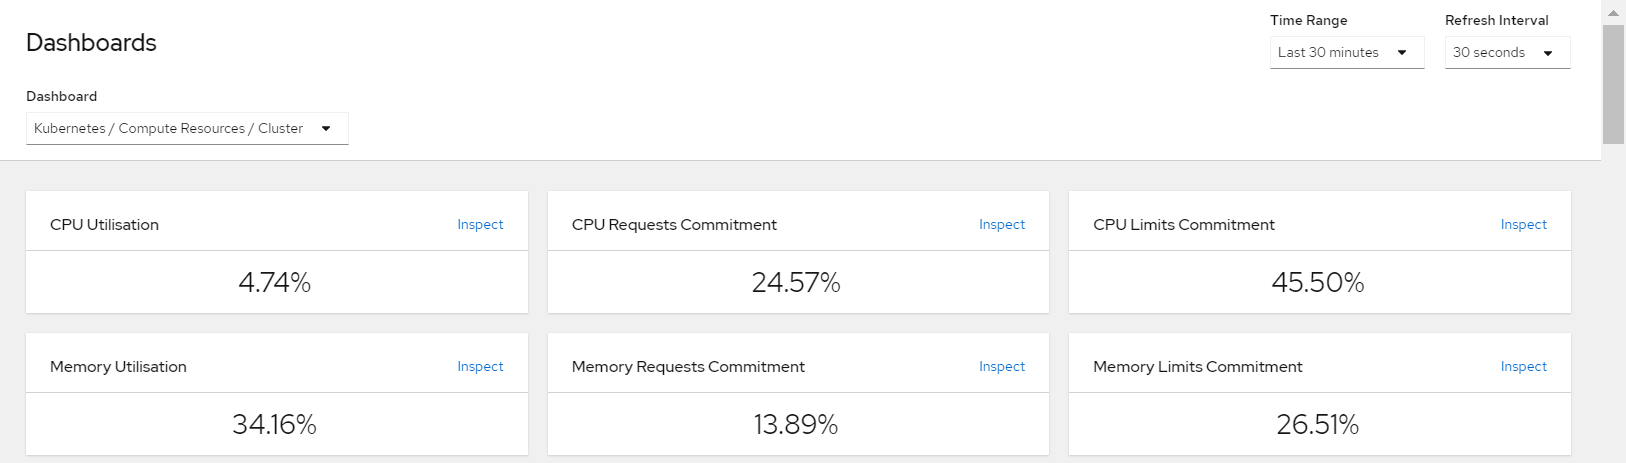 Dashboards
Time Range
Refresh Interval
Last 30 minutes
30 seconds
Dashboard
Kubernetes / Compute Resources / Cluster
CPU Utilisation Inspect
CPU Requests Commitment Inspect
CPU Limits Commitment Inspect
4.74%
24.57%
45.50%
Memory Utilisation Inspect
Memory Requests Commitment Inspect
Memory Limits Commitment Inspect
34.16%
13.89%
26.51%